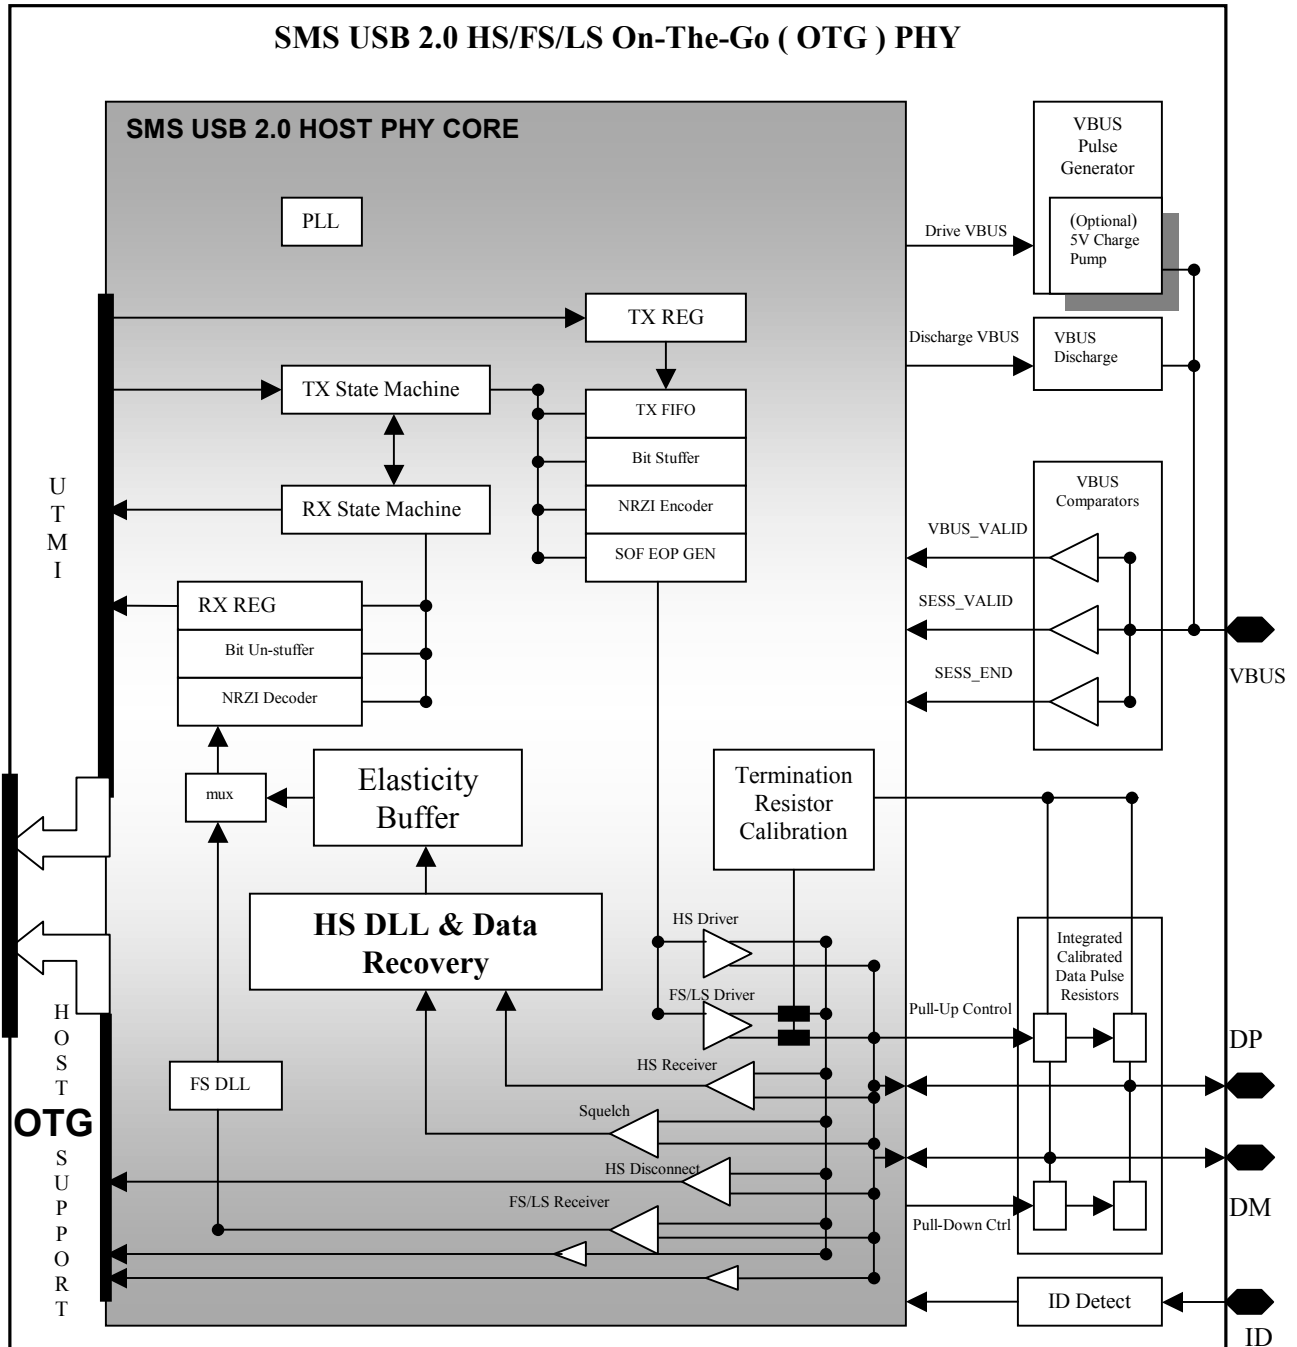 SMS USB 2.0 HS/FS/LS On-The-Go ( OTG ) PHY
SMS USB 2.0 HOST PHY CORE
VBUS
Pulse
Generator
PLL
(Optional)
5V Charge
Pump
Drive VBUS
TX REG
Discharge VBUS
VBUS
Discharge
TX State Machine
TX FIFO
Bit Stuffer
NRZI Encoder
SOF EOP GEN
RX State Machine
UTMI
VBUS
Comparators
VBUS_VALID
SESS_VALID
SESS_END
VBUS
RX REG
Bit Un-stuffer
NRZI Decoder
mux
Elasticity
Buffer
Termination
Resistor
Calibration
HS DLL & Data
Recovery
HS Driver
FS/LS Driver
Integrated
Calibrated
Data Pulse
Resistors
Pull-Up Control
DP
HOST
OTG
SUPPORT
FS DLL
HS Receiver
Squelch
HS Disconnect
FS/LS Receiver
Pull-Down Ctrl
DM
ID Detect
ID